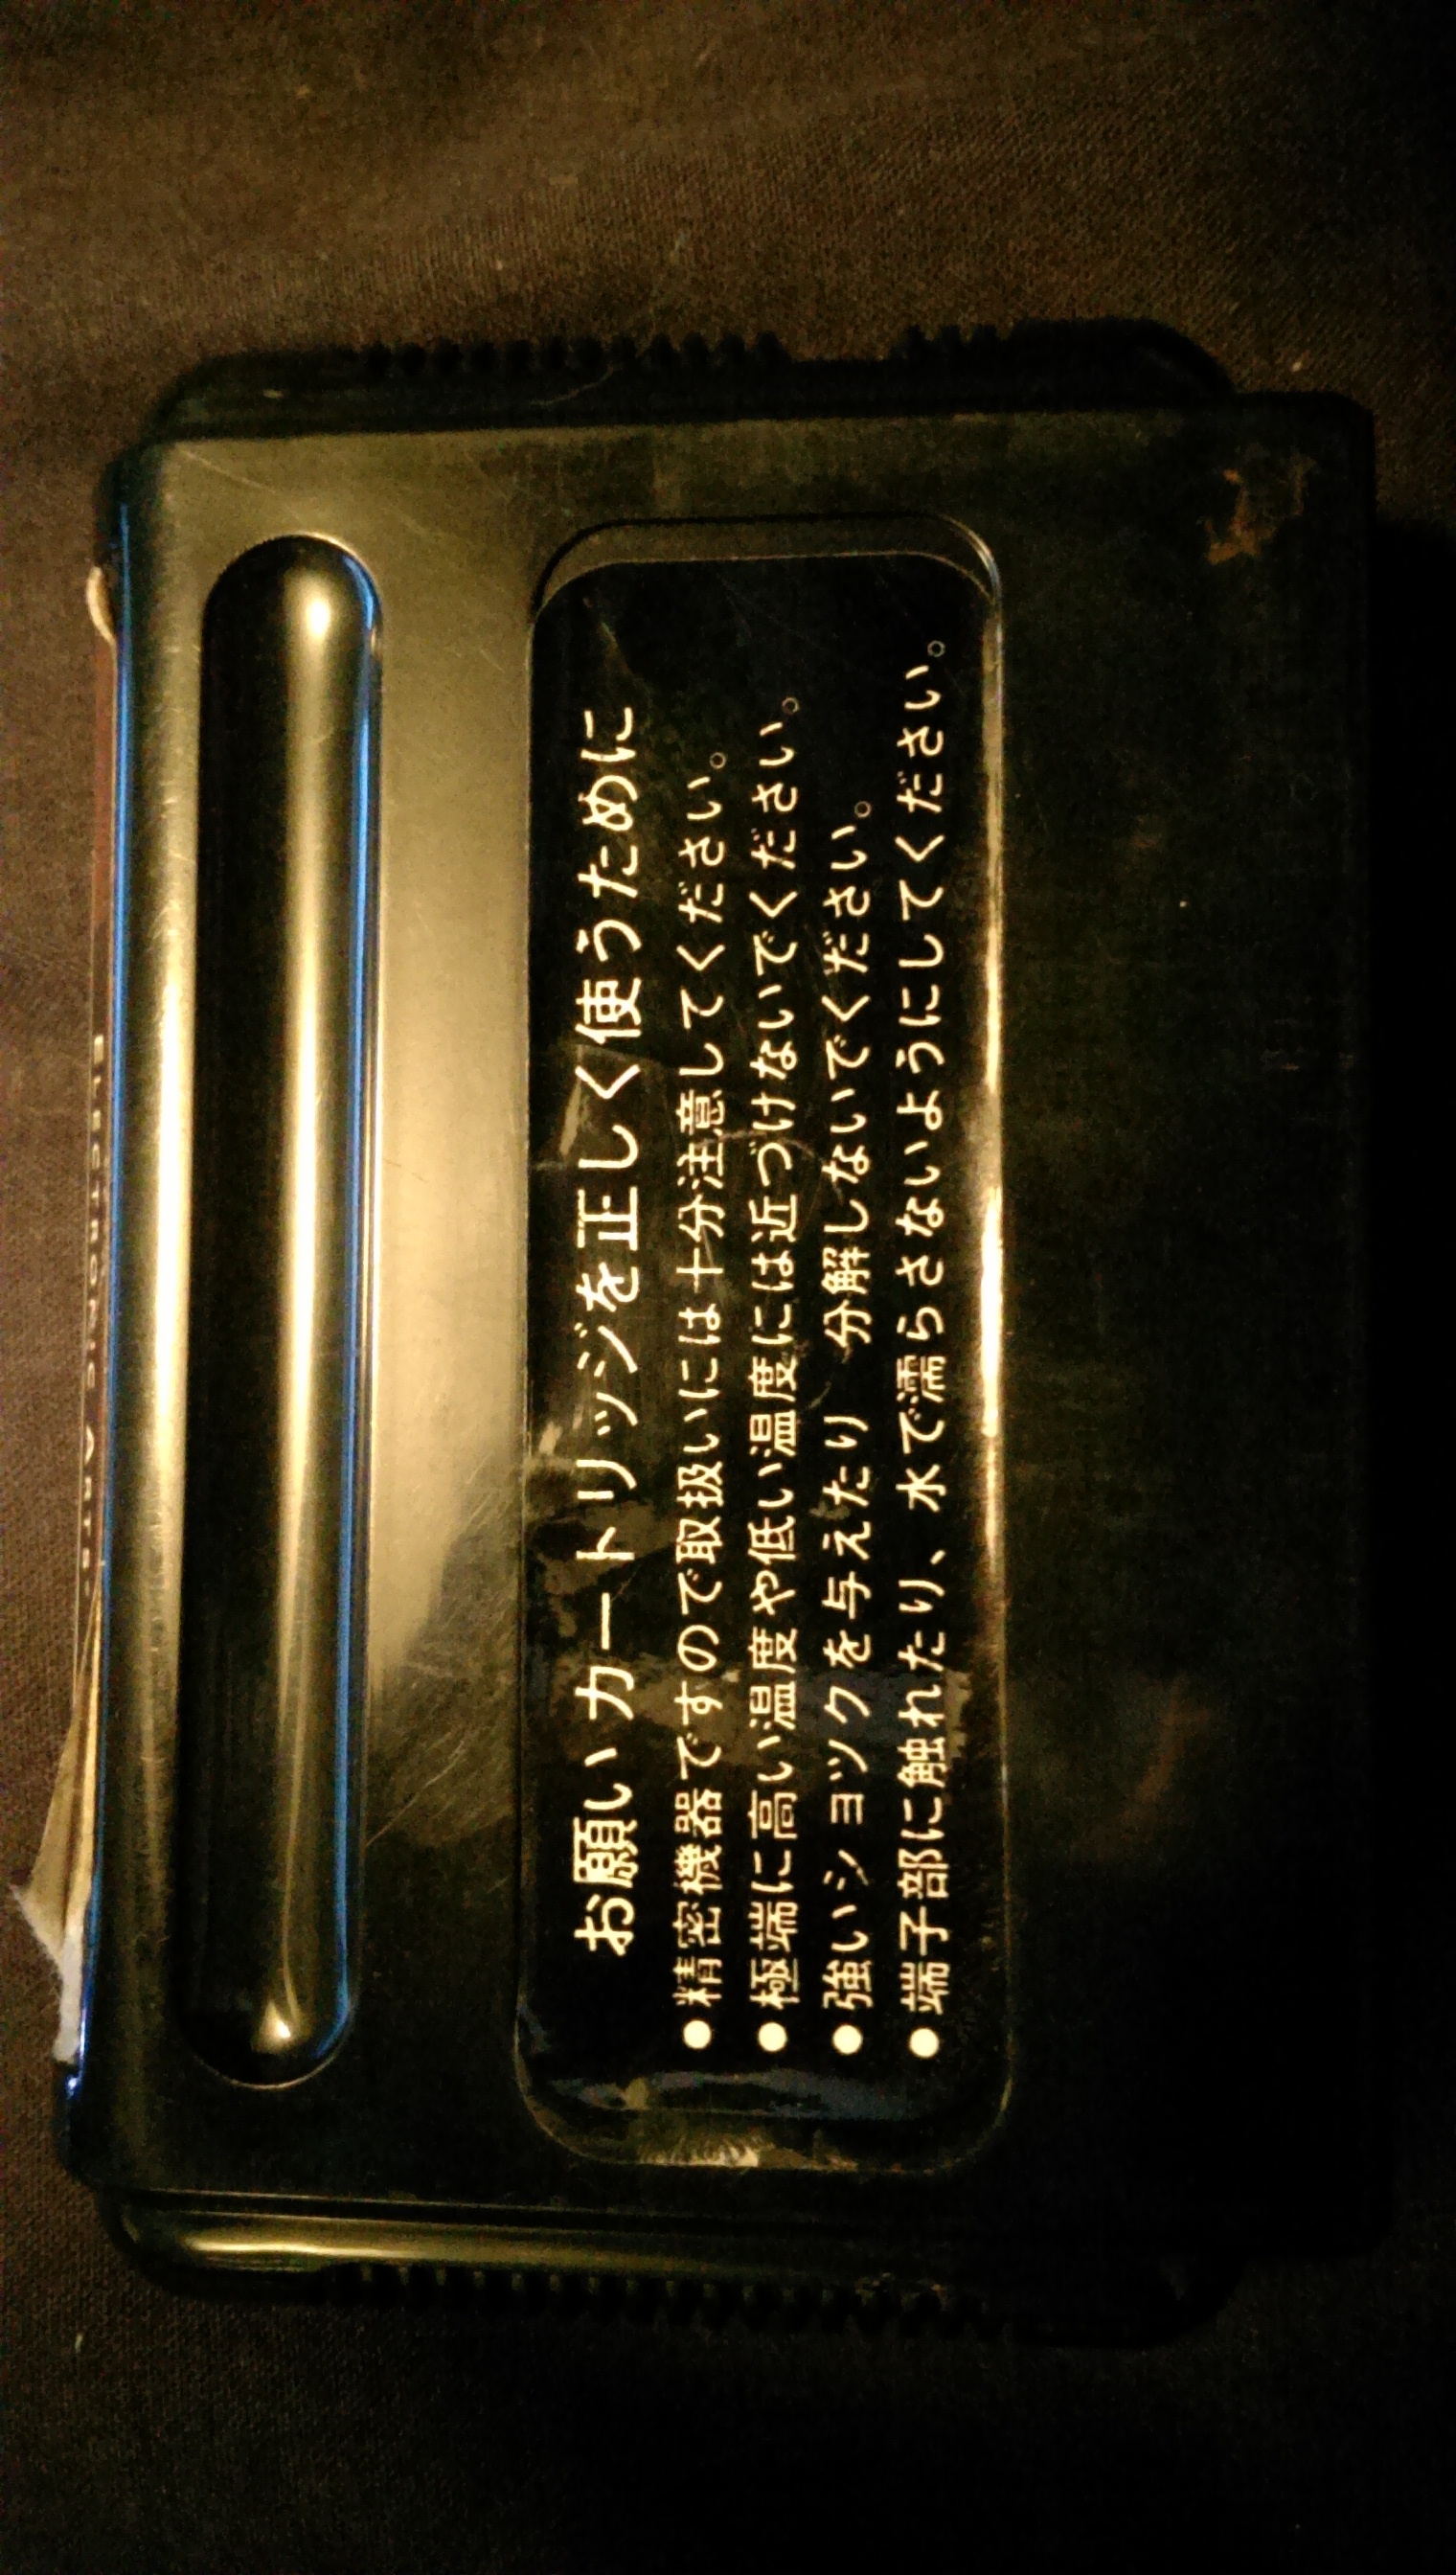 お願い カートリッジを正しく使うために
●精密機器ですので取扱いには十分注意してください。
●極端に高い温度や低い温度には近づけないでください。
●強いショックを与えたり 分解しないでください。
●端子部に触れたり、水で濡らさないようにしてください。
ELECTRONIC ARTS